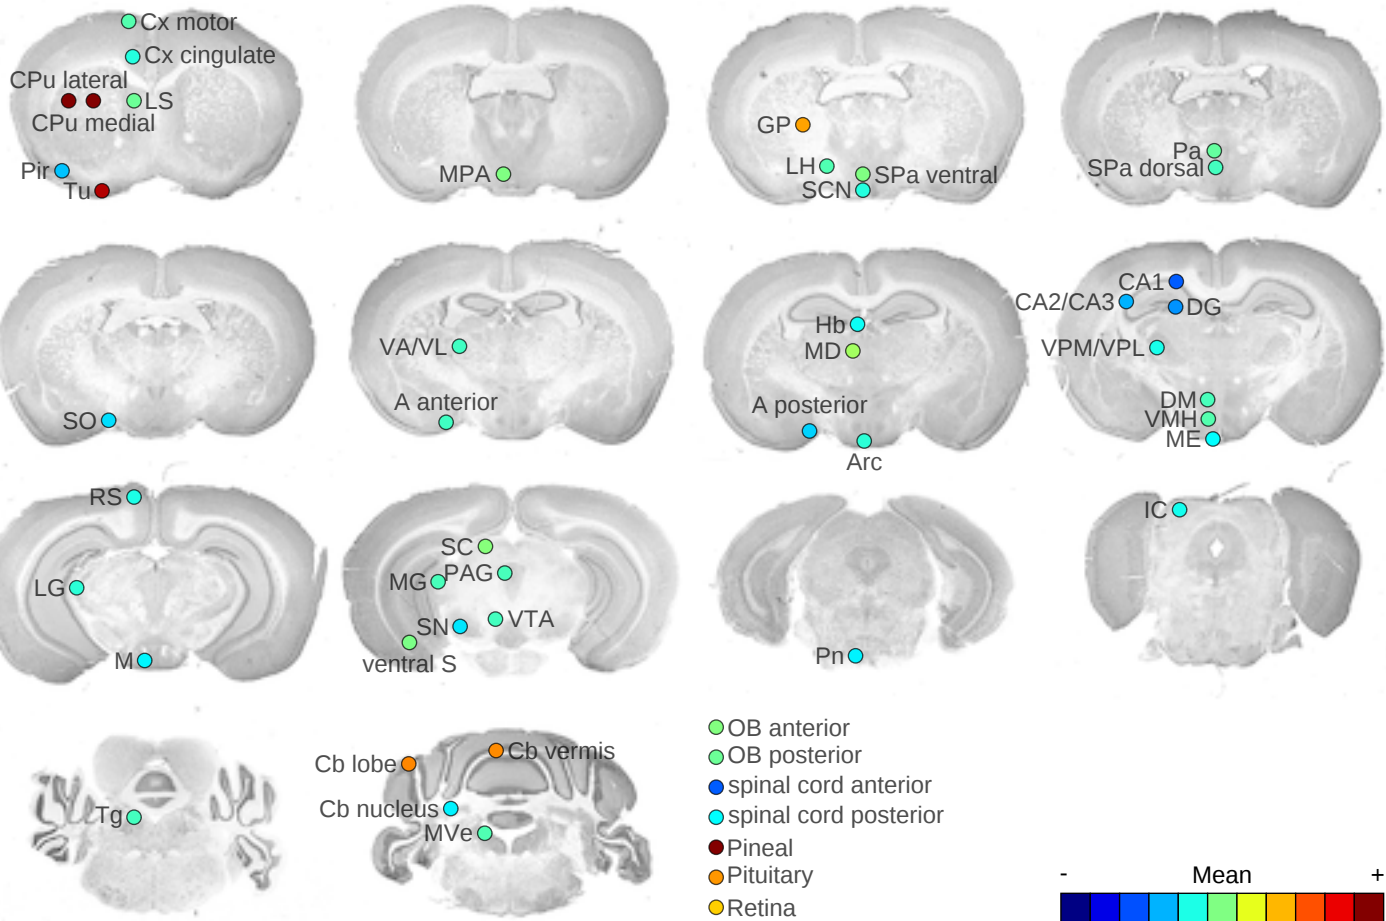 Cx motor
Cx cingulate
CPu lateral
LS
CPu medial
Pir
Tu
MPA
GP
LH
SPa ventral
SCN
Pa
SPa dorsal
SO
VA/VL
A anterior
Hb
MD
A posterior
Arc
CA1
CA2/CA3
DG
VPM/VPL
DM
VMH
ME
RS
LG
M
SC
MG
PAG
SN
VTA
ventral S
Pn
IC
Tg
Cb lobe
Cb vermis
Cb nucleus
MVe
OB anterior
OB posterior
spinal cord anterior
spinal cord posterior
Pineal
Pituitary
Retina
- Mean +